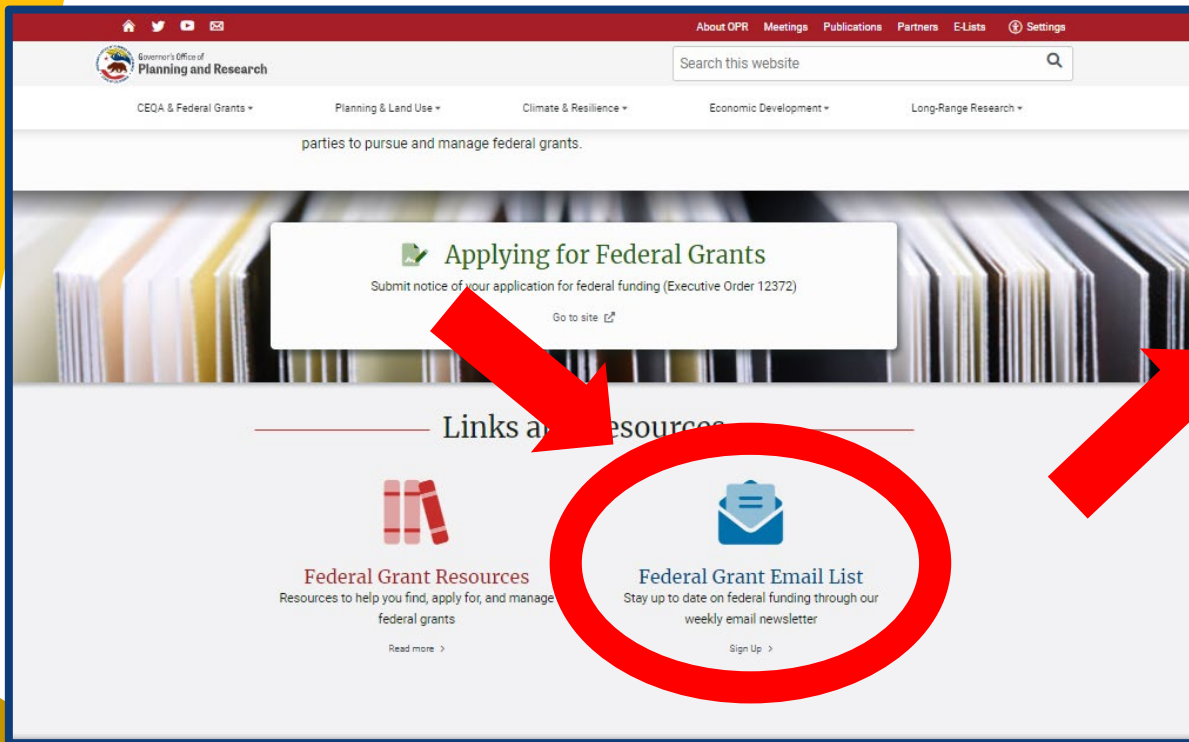 About OPR Meetings Publications Partners E-Lists Settings
Governor's Office of
Planning and Research
Search this website
CEQA & Federal Grants Planning & Land Use Climate & Resilience Economic Development Long-Range Research
parties to pursue and manage federal grants.
Applying for Federal Grants
Submit notice of your application for federal funding (Executive Order 12372)
Go to site
Links
Federal Grant Resources
Resources to help you find, apply for, and manage
federal grants
Read more >
Federal Grant Email List
Stay up to date on federal funding through our
weekly email newsletter
Sign Up >